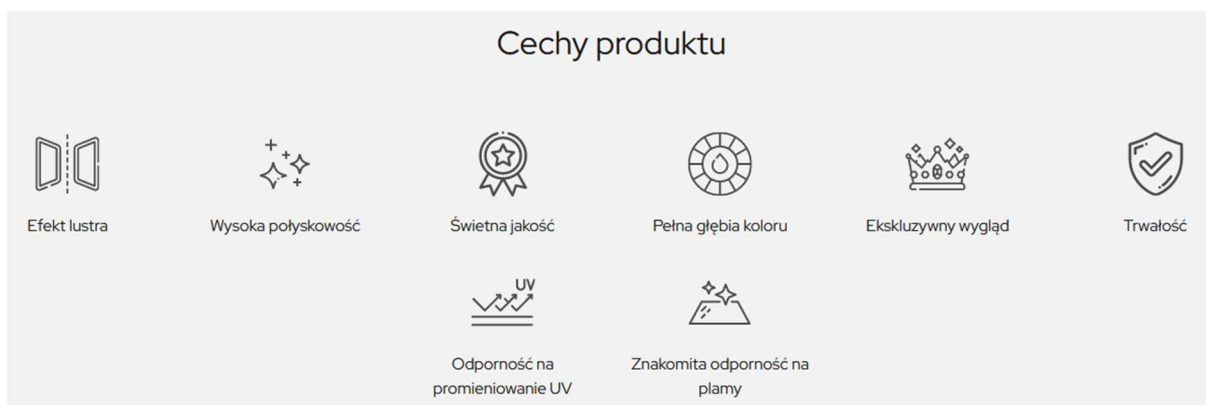 Cechy produktu
Efekt lustra
Wysoka połyskowość
Świetna jakość
Pełna głębia koloru
Ekskluzywny wygląd
Trwałość
UV
Odporność na
promieniowanie UV
Znakomita odporność na
plamy